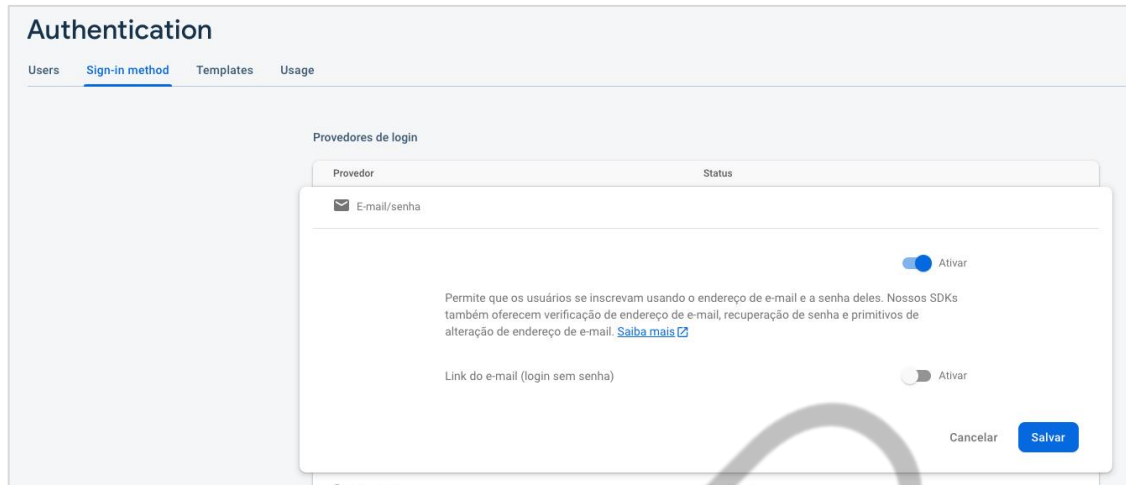 Authentication
Users Sign-in method Templates Usage
Provedores de login
Provedor Status
E-mail/senha
Ativar
Permite que os usuários se inscrevam usando o endereço de e-mail e a senha deles. Nossos SDKs
também oferecem verificação de endereço de e-mail, recuperação de senha e primitivos de
alteração de endereço de e-mail. Saiba mais
Link do e-mail (login sem senha) Ativar
Cancelar Salvar